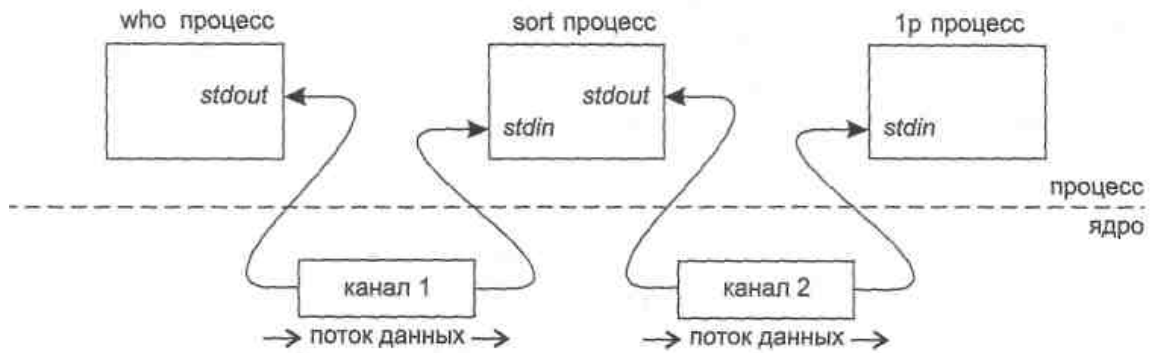 who процесс sort процесс 1p процесс
stdout stdout
stdin stdin
процесс
ядро
канал 1 канал 2
поток данных поток данных